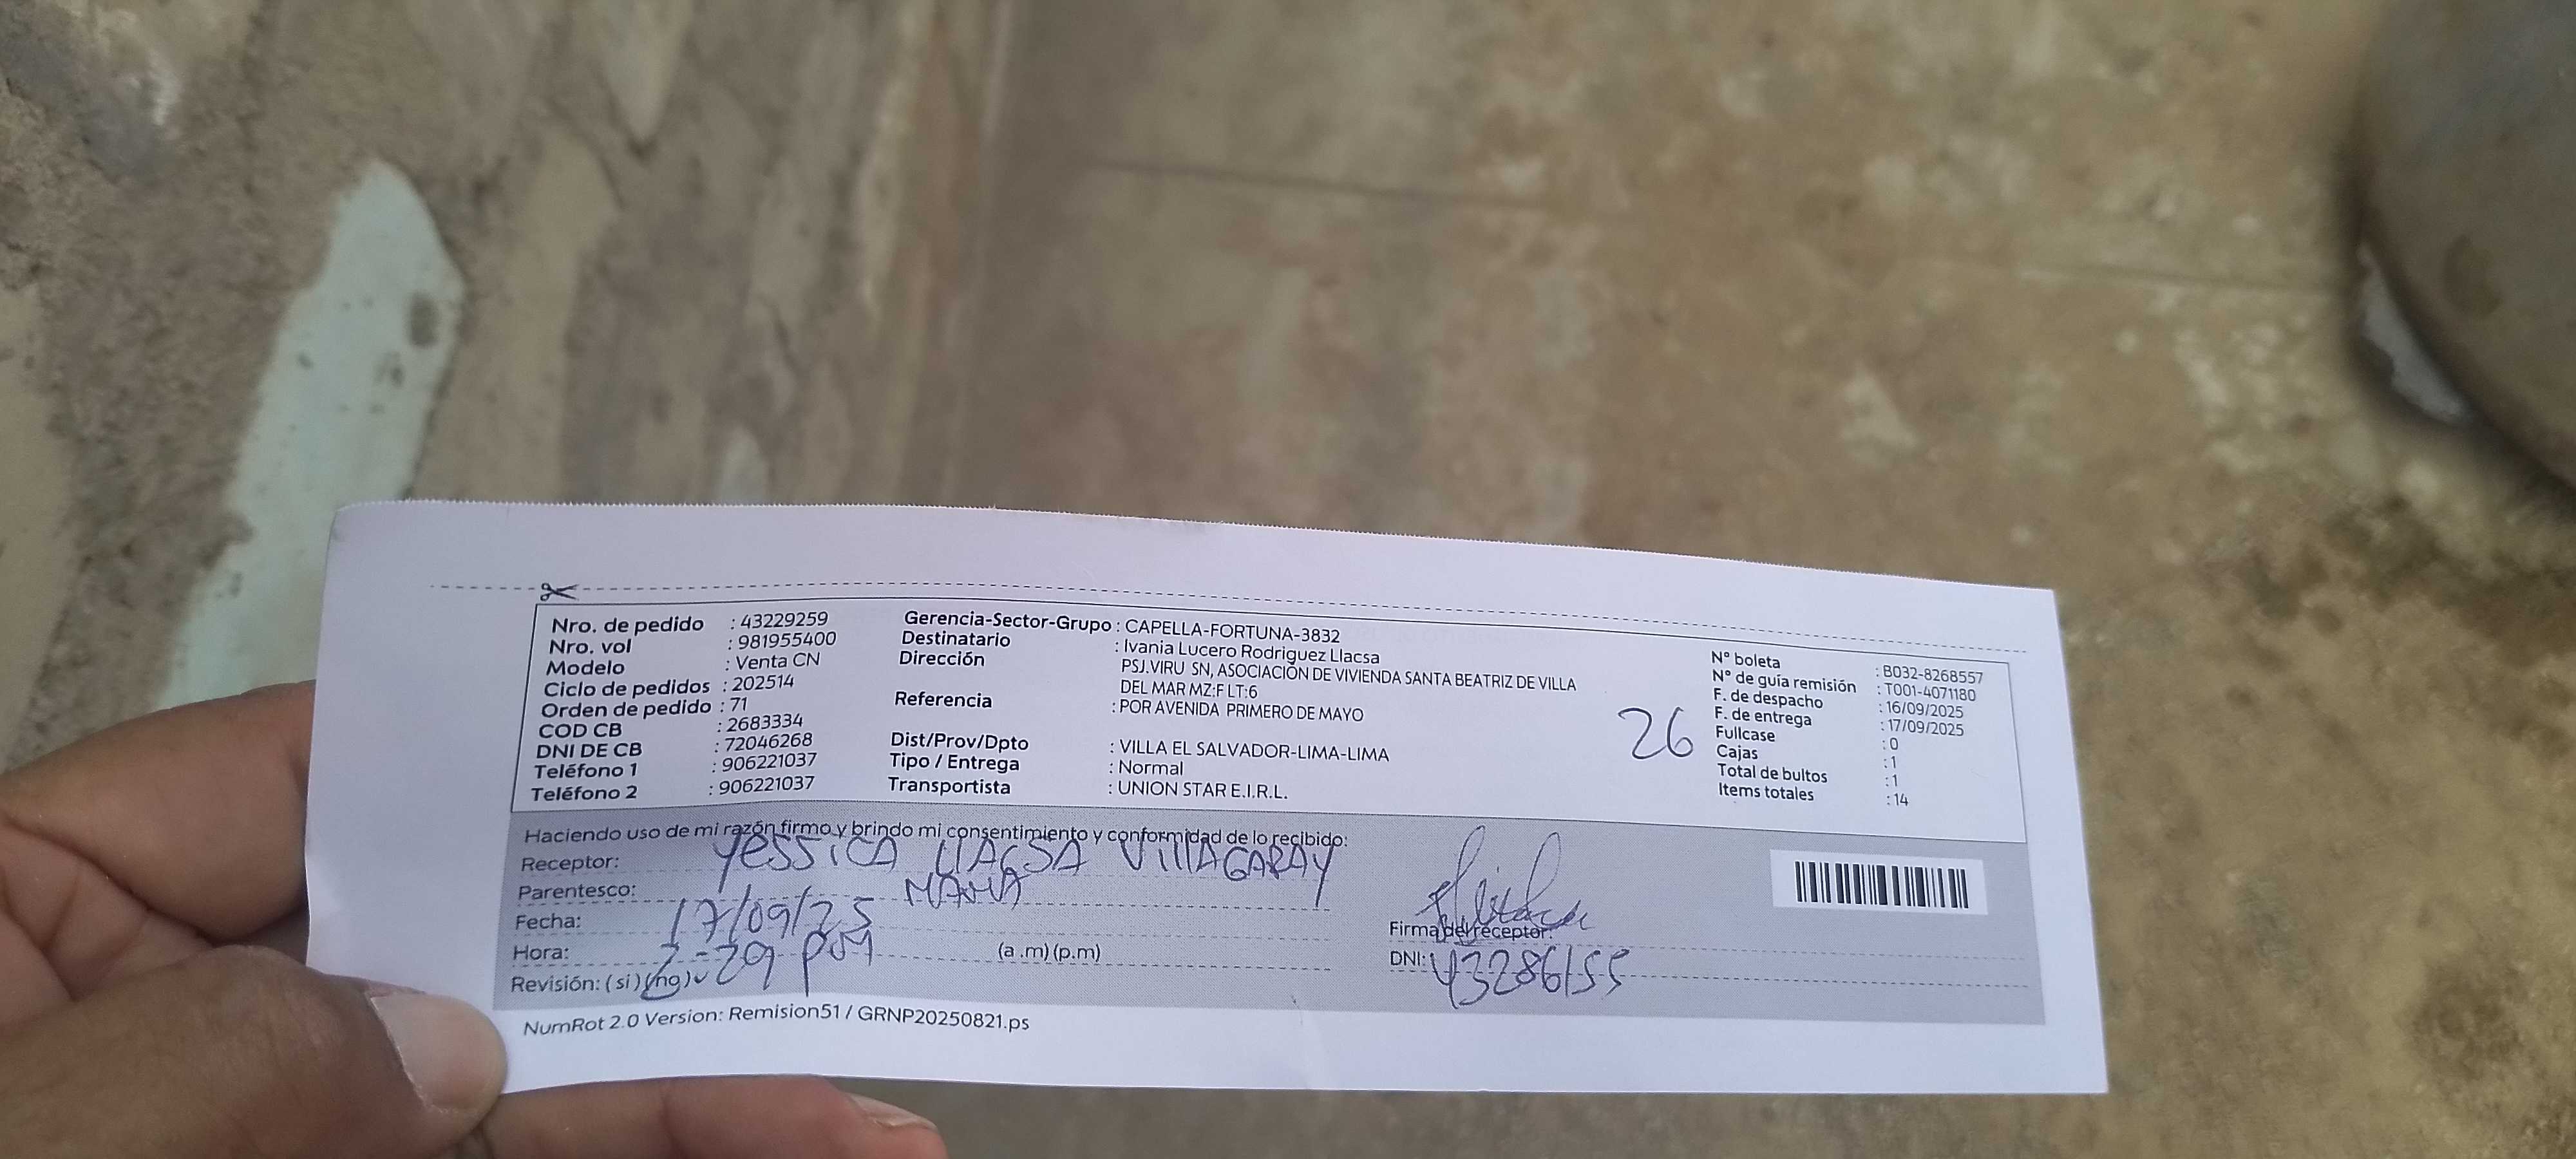 Nro. de pedido : 43229259
Nro. vol : 981955400
Modelo : Venta CN
Ciclo de pedidos : 202514
Orden de pedido : 71
COD CB : 2683334
DNI DE CB : 72046268
Teléfono 1 : 906221037
Teléfono 2 : 906221037
Gerencia-Sector-Grupo : CAPELLA-FORTUNA-3832
Destinatario : Ivania Lucero Rodriguez Llacsa
Dirección PSJ.VIRU SN, ASOCIACIÓN DE VIVIENDA SANTA BEATRIZ DE VILLA
DEL MAR MZ:F LT:6
Referencia : POR AVENIDA PRIMERO DE MAYO
Dist/Prov/Dpto : VILLA EL SALVADOR-LIMA-LIMA
Tipo / Entrega : Normal
Transportista : UNION STAR E.I.R.L.
26
N° boleta : B032-8268557
N° de guía remisión : T001-4071180
F. de despacho : 16/09/2025
F. de entrega : 17/09/2025
Fullcase : 0
Cajas : 1
Total de bultos : 1
Items totales : 14
Haciendo uso de mi razón firmo y brindo mi consentimiento y conformidad de lo recibido:
Receptor: YESSICA LLACSA VILLAGARAY
Parentesco: MAMA
Fecha: 17/09/25
Hora: 2-29 PM (a.m) (p.m)
Revisión: ( si ) (no)
Firma del receptor:
DNI: 43286155
NumRot 2.0 Version: Remision51 / GRNP20250821.ps